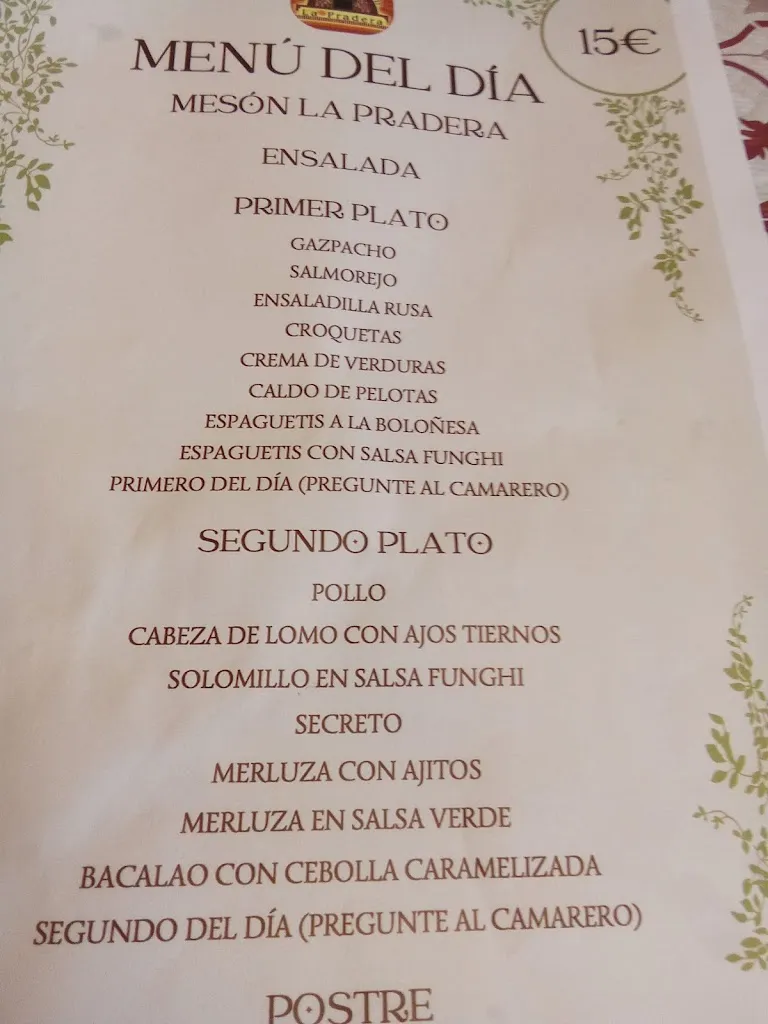 La Pradera
15€
MENÚ DEL DÍA
MESÓN LA PRADERA
ENSALADA
PRIMER PLATO
GAZPACHO
SALMOREJO
ENSALADILLA RUSA
CROQUETAS
CREMA DE VERDURAS
CALDO DE PELOTAS
ESPAGUETIS A LA BOLOÑESA
ESPAGUETIS CON SALSA FUNGHI
PRIMERO DEL DÍA (PREGUNTE AL CAMARERO)
SEGUNDO PLATO
POLLO
CABEZA DE LOMO CON AJOS TIERNOS
SOLOMILLO EN SALSA FUNGHI
SECRETO
MERLUZA CON AJITOS
MERLUZA EN SALSA VERDE
BACALAO CON CEBOLLA CARAMELIZADA
SEGUNDO DEL DÍA (PREGUNTE AL CAMARERO)
POSTRE